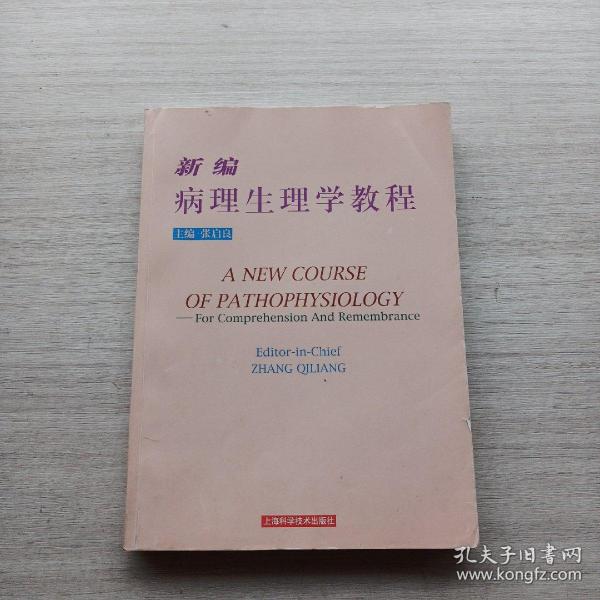 新编
病理生理学教程
主编 张启良
A NEW COURSE
OF PATHOPHYSIOLOGY
—For Comprehension And Remembrance
Editor-in-Chief
ZHANG QILIANG
上海科学技术出版社
孔夫子旧书网
www.kongfz.com